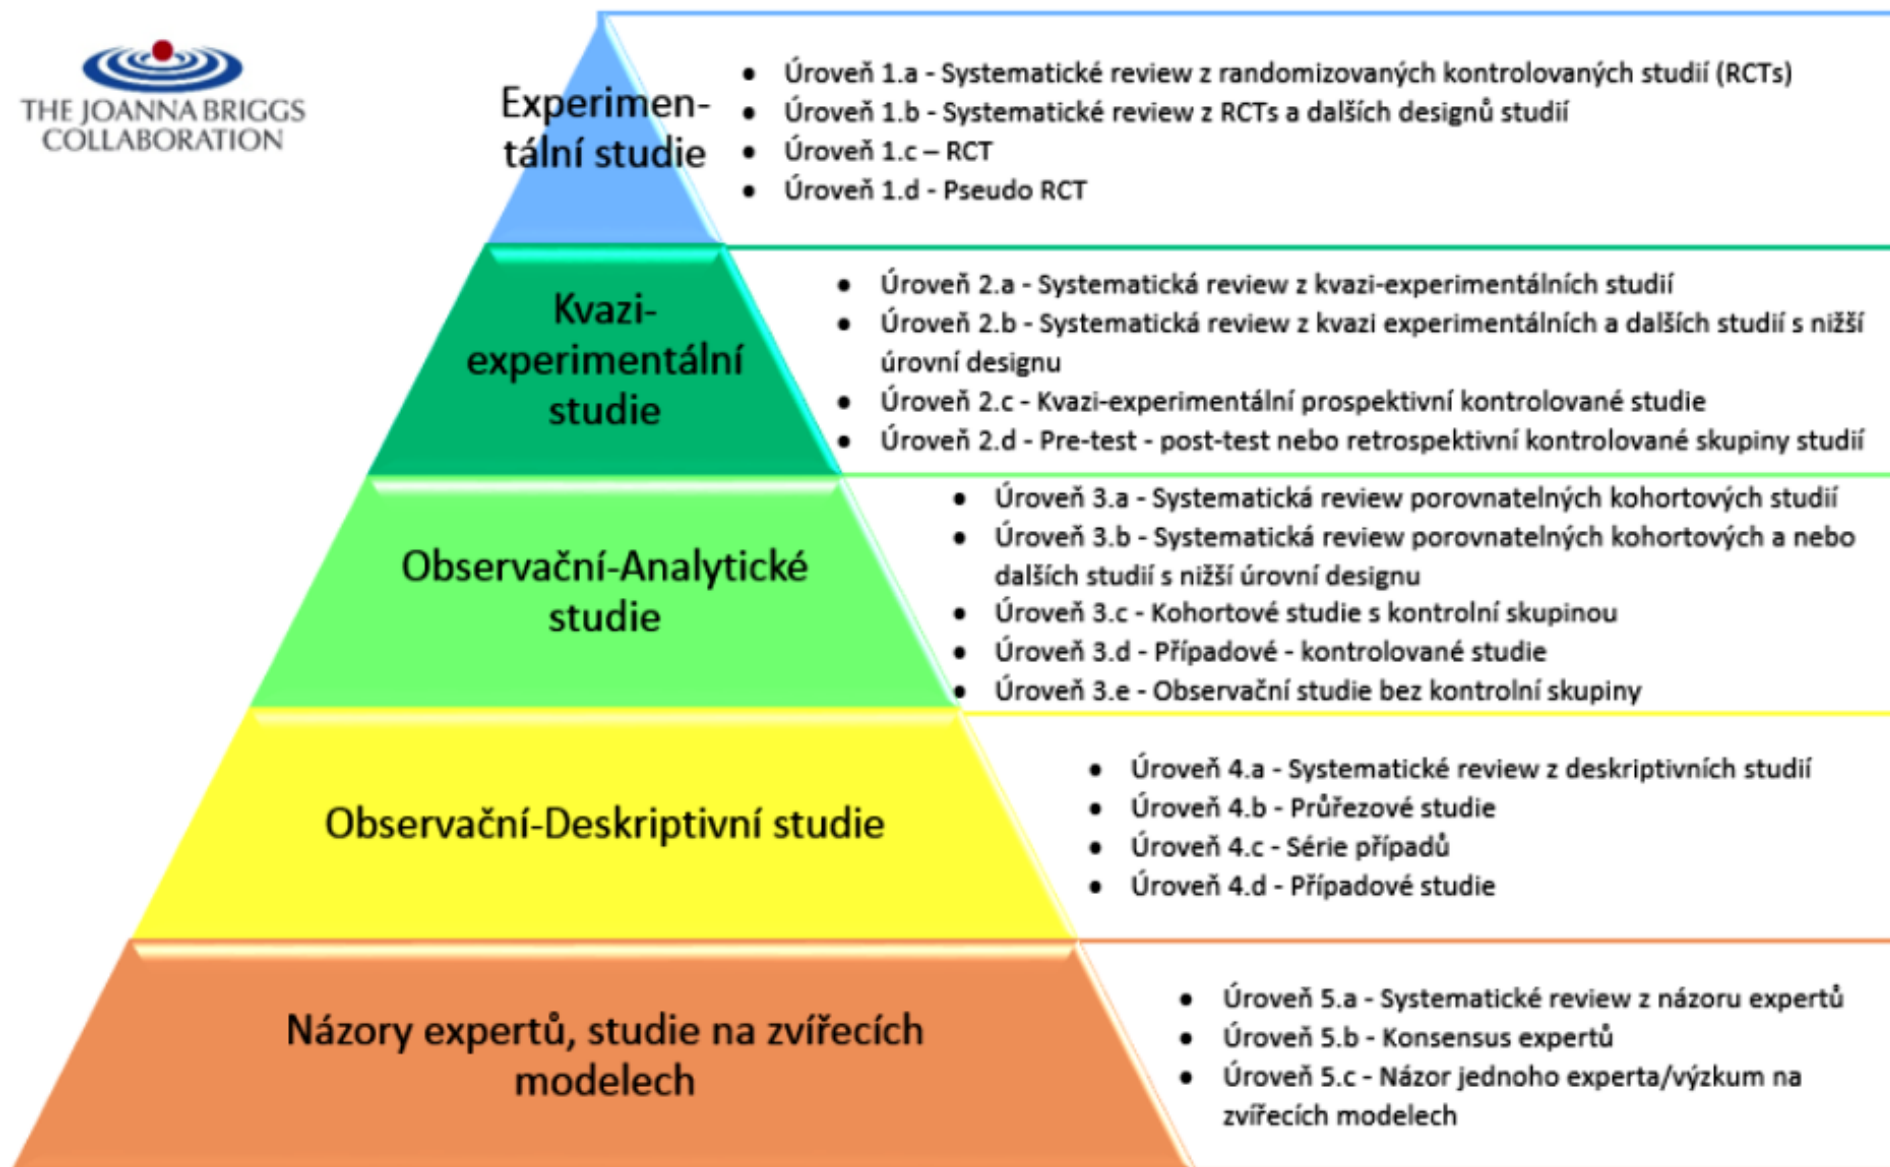 THE JOANNA BRIGGS
COLLABORATION
Experimen-
tální studie
• Úroveň 1.a - Systematické review z randomizovaných kontrolovaných studií (RCTs)
• Úroveň 1.b - Systematické review z RCTs a dalších designů studií
• Úroveň 1.c – RCT
• Úroveň 1.d - Pseudo RCT
Kvazi-
experimentální
studie
• Úroveň 2.a - Systematická review z kvazi-experimentálních studií
• Úroveň 2.b - Systematická review z kvazi experimentálních a dalších studií s nižší
úrovní designu
• Úroveň 2.c - Kvazi-experimentální prospektivní kontrolované studie
• Úroveň 2.d - Pre-test - post-test nebo retrospektivní kontrolované skupiny studií
Observační-Analytické
studie
• Úroveň 3.a - Systematická review porovnatelných kohortových studií
• Úroveň 3.b - Systematická review porovnatelných kohortových a nebo
dalších studií s nižší úrovní designu
• Úroveň 3.c - Kohortové studie s kontrolní skupinou
• Úroveň 3.d - Případové - kontrolované studie
• Úroveň 3.e - Observační studie bez kontrolní skupiny
Observační-Deskriptivní studie
• Úroveň 4.a - Systematické review z deskriptivních studií
• Úroveň 4.b - Průřezové studie
• Úroveň 4.c - Série případů
• Úroveň 4.d - Případové studie
Názory expertů, studie na zvířecích
modelech
• Úroveň 5.a - Systematické review z názoru expertů
• Úroveň 5.b - Konsensus expertů
• Úroveň 5.c - Názor jednoho experta/výzkum na
zvířecích modelech